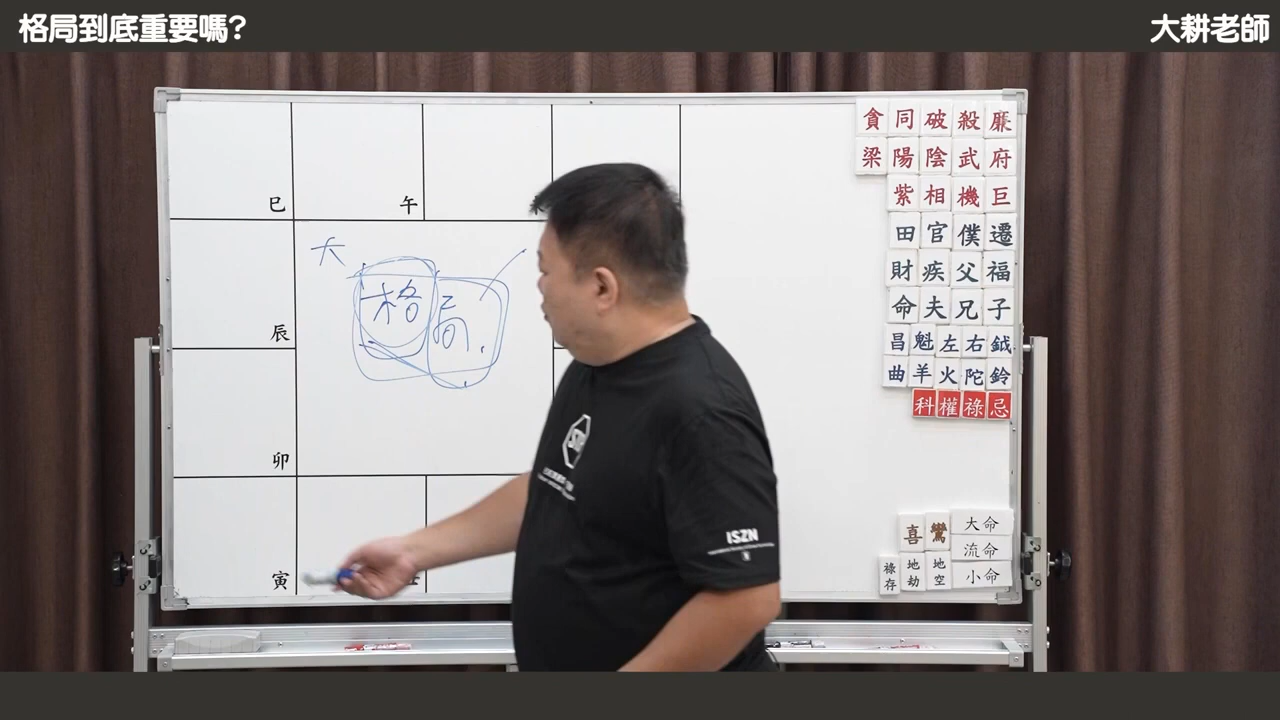 格局到底重要嗎?
大耕老師
貪同破殺廉
梁陽陰武府
紫相機巨
田官僕遷
財疾父福
命夫兄子
昌魁左右鉞
曲羊火陀鈴
科權祿忌
喜鸞
大命
流命
祿存
地劫
地空
小命
巳
午
辰
卯
寅
大
格局
ISZN